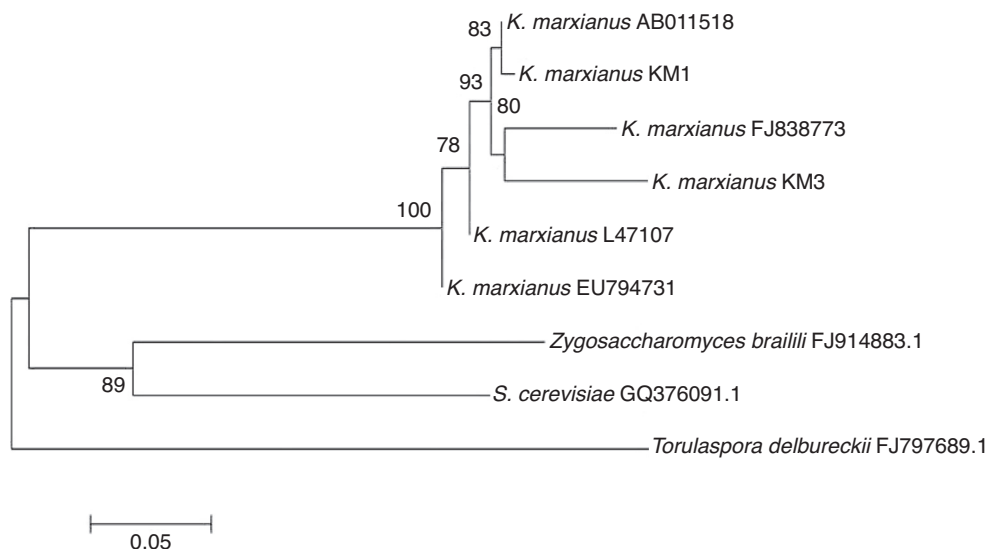 83
K. marxianus AB011518
K. marxianus KM1
93
80
K. marxianus FJ838773
78
K. marxianus KM3
100
K. marxianus L47107
K. marxianus EU794731
Zygosaccharomyces brailili FJ914883.1
89
S. cerevisiae GQ376091.1
Torulaspora delbureckii FJ797689.1
0.05